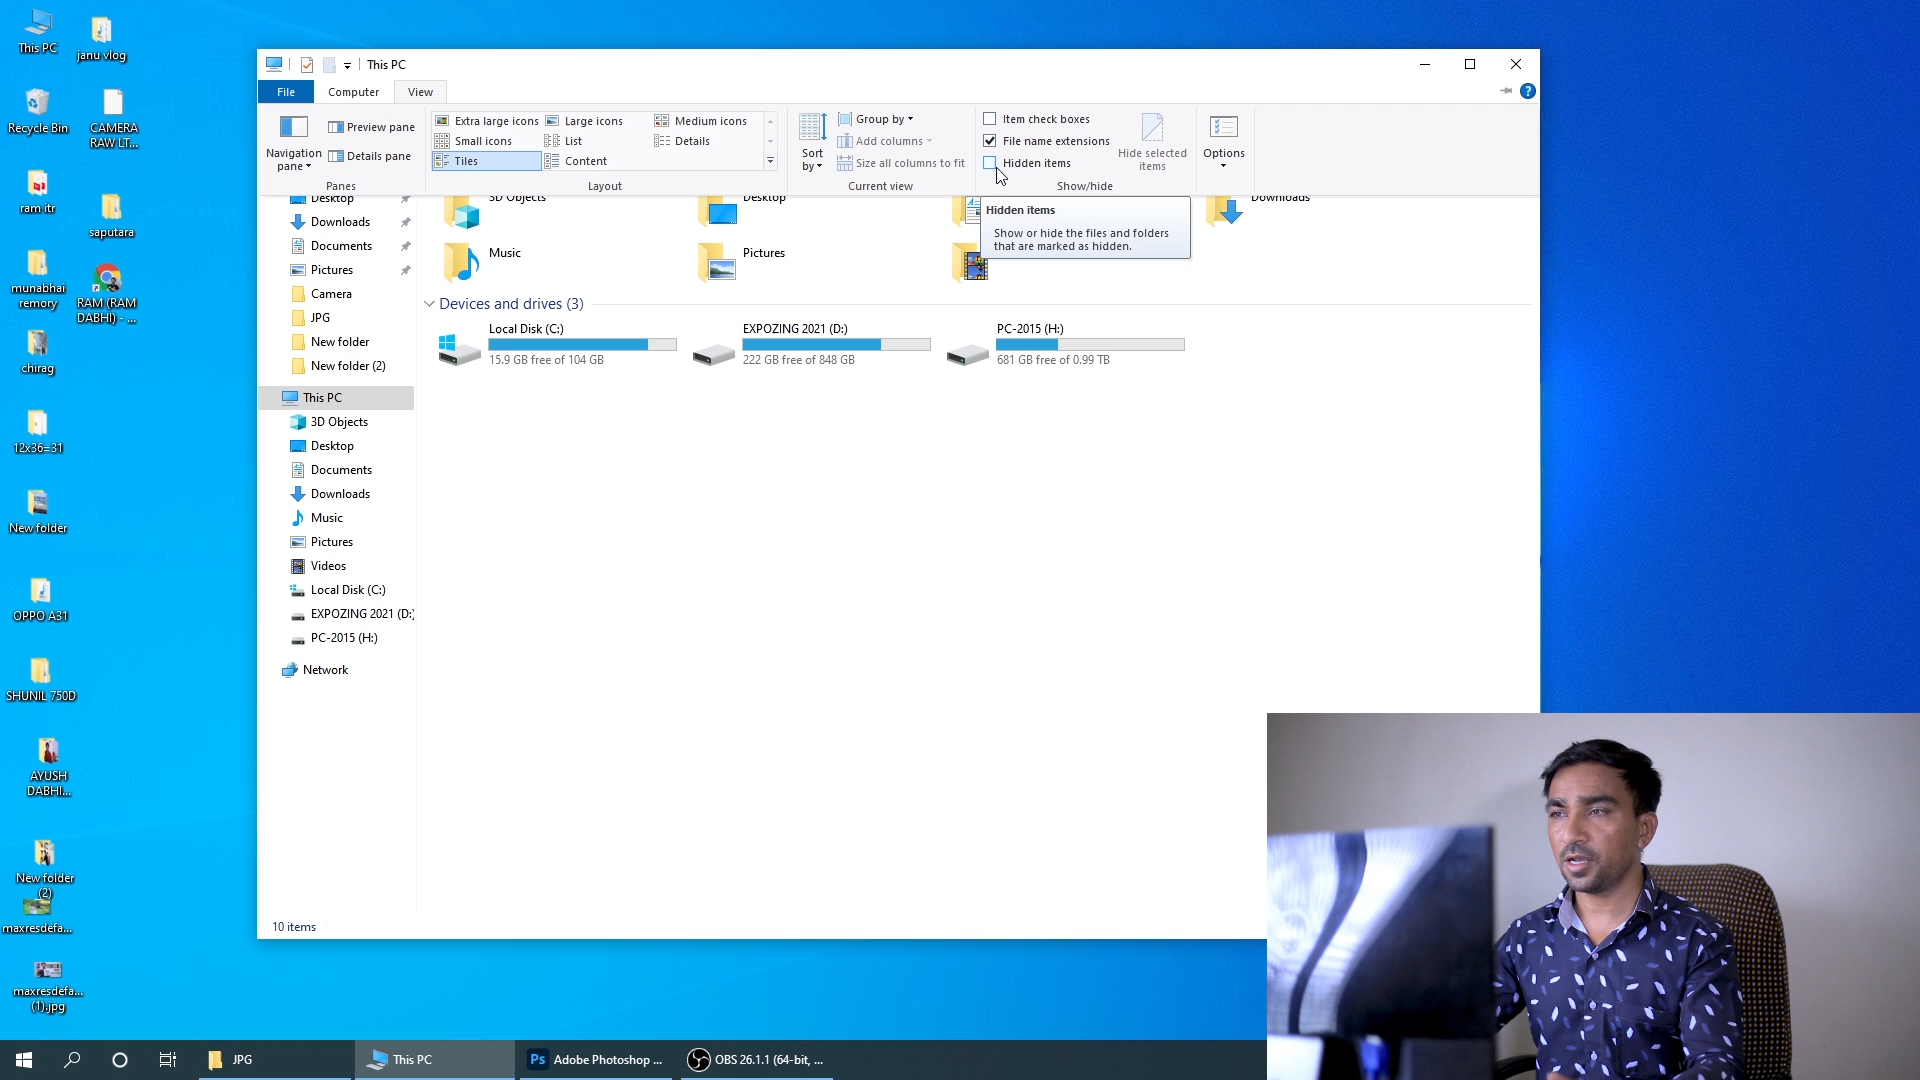 This PC
janu vlog
Recycle Bin
CAMERA
RAW LT...
ram itr
saputara
munabhai
remory
RAM (RAM
DABHI) - ...
chirag
12x36=31
New folder
OPPO A31
SHUNIL 750D
AYUSH
DABHI...
New folder
(2)
maxresdefa...
maxresdefa...
(1).jpg
This PC
File
Computer
View
?
Navigation
pane
Preview pane
Details pane
Panes
Extra large icons
Large icons
Medium icons
Small icons
List
Details
Tiles
Content
Layout
Sort
by
Group by
Add columns
Size all columns to fit
Current view
Item check boxes
File name extensions
Hidden items
Hide selected
items
Show/hide
Options
Hidden items
Show or hide the files and folders
that are marked as hidden.
Desktop
Downloads
Documents
Pictures
Camera
JPG
New folder
New folder (2)
This PC
3D Objects
Desktop
Documents
Downloads
Music
Pictures
Videos
Local Disk (C:)
EXPOZING 2021 (D:)
PC-2015 (H:)
Network
3D Objects
Desktop
Downloads
Music
Pictures
Devices and drives (3)
Local Disk (C:)
15.9 GB free of 104 GB
EXPOZING 2021 (D:)
222 GB free of 848 GB
PC-2015 (H:)
681 GB free of 0.99 TB
10 items
JPG
This PC
Ps
Adobe Photoshop ...
OBS 26.1.1 (64-bit, ...